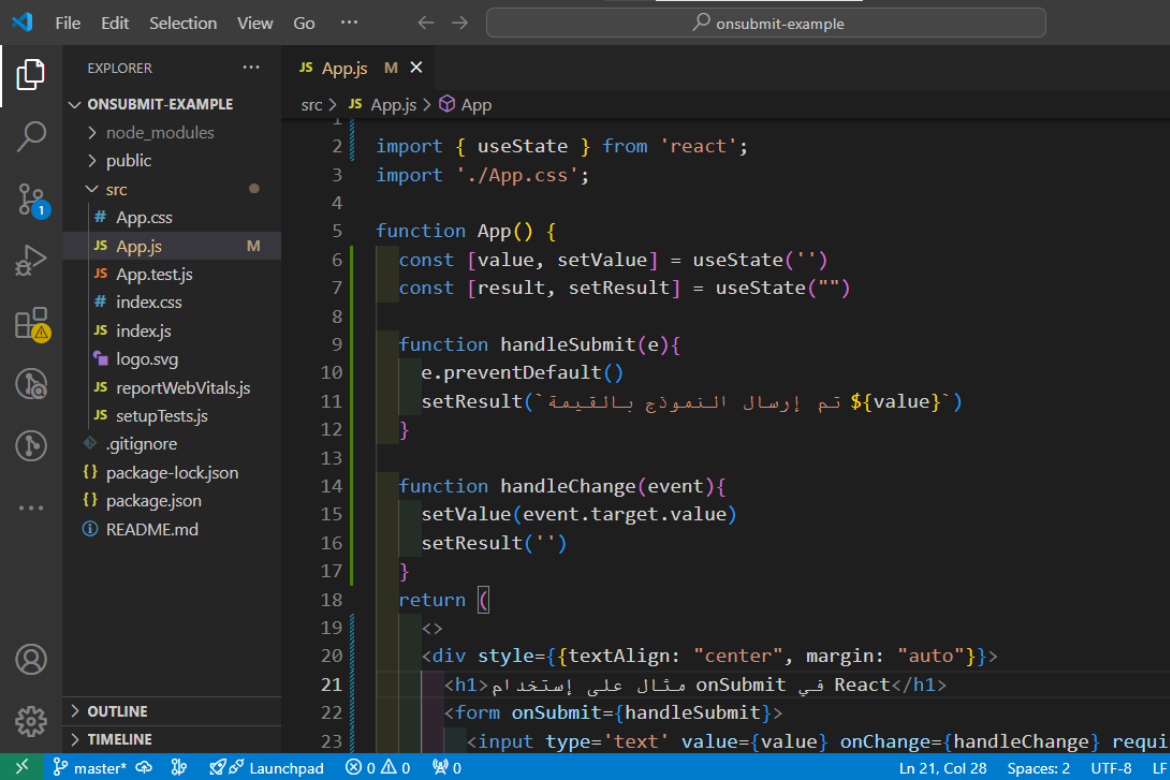 File Edit Selection View Go ··· onsubmit-example
EXPLORER ···
ONSUBMIT-EXAMPLE
node_modules
public
src
# App.css
JS App.js M
JS App.test.js
# index.css
JS index.js
logo.svg
JS reportWebVitals.js
JS setupTests.js
.gitignore
{} package-lock.json
{} package.json
README.md
OUTLINE
TIMELINE
1
JS App.js M
src > JS App.js > App
1
2 import { useState } from 'react';
3 import './App.css';
4
5 function App() {
6 const [value, setValue] = useState('')
7 const [result, setResult] = useState("")
8
9 function handleSubmit(e){
10 e.preventDefault()
11 setResult(`تم إرسال النموذج بالقيمة ${value}`)
12 }
13
14 function handleChange(event){
15 setValue(event.target.value)
16 setResult('')
17 }
18 return (
19 <>
20 <div style={{textAlign: "center", margin: "auto"}}>
21 <h1>مثال على إستخدام onSubmit في React</h1>
22 <form onSubmit={handleSubmit}>
23 <input type='text' value={value} onChange={handleChange} requi
master* Launchpad 0 0 0 Ln 21, Col 28 Spaces: 2 UTF-8 LF